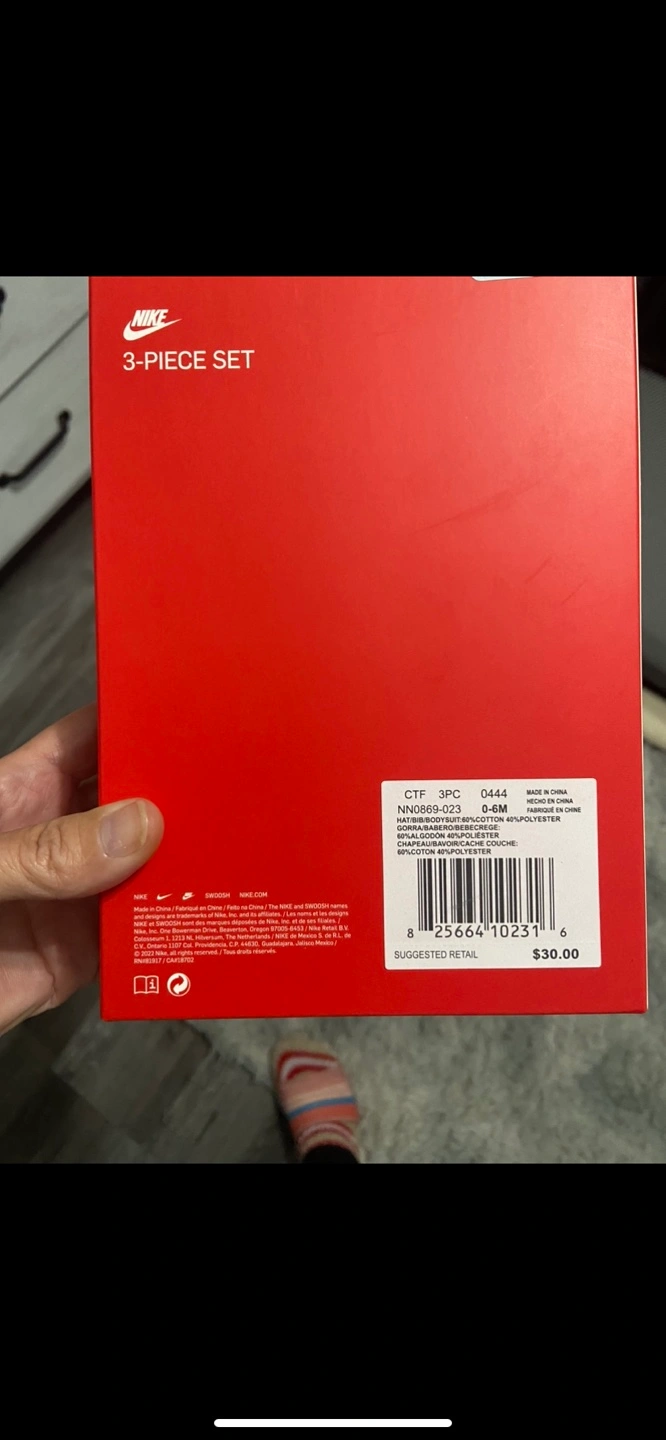 NIKE
3-PIECE SET
CTF 3PC 0444
MADE IN CHINA
HECHO EN CHINA
FABRIQUÉ EN CHINE
NN0869-023 0-6M
HAT/BIB/BODYSUIT:60%COTTON 40%POLYESTER
GORRA/BABERO/BEBECREGE:
60%ALGODÓN 40%POLIÉSTER
CHAPEAU/BAVOIR/CACHE COUCHE:
60%COTON 40%POLYESTER
8 25664 10231 6
SUGGESTED RETAIL $30.00
NIKE SWOOSH NIKE.COM
Made in China / Fabriqué en Chine / Feito na China / The NIKE and SWOOSH names
and designs are trademarks of Nike, Inc. and its affiliates. / Les noms et les designs
NIKE et SWOOSH sont des marques déposées de Nike, Inc. et de ses filiales. /
Nike, Inc. One Bowerman Drive, Beaverton, Oregon 97005-6453 / Nike Retail B.V.
Colosseum 1, 1213 NL Hilversum, The Netherlands / NIKE de Mexico S. de R.L. de
C.V., Ontario 1107 Col. Providencia, C.P. 44630, Guadalajara, Jalisco Mexico /
© 2023 Nike, all rights reserved. / Tous droits réservés.
RN#81917 / CA#18702